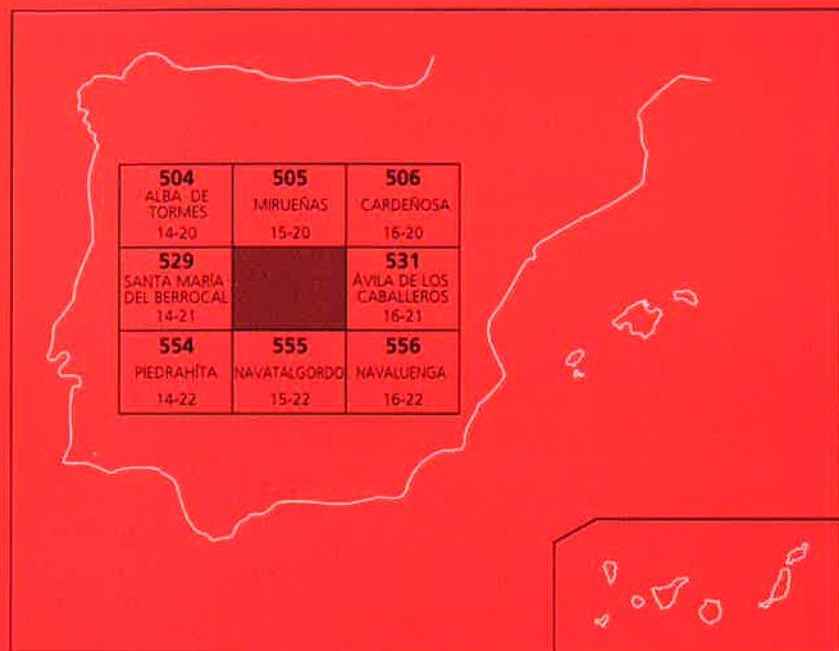 504
ALBA DE
TORMES
14-20
505
MIRUEÑAS
15-20
506
CARDEÑOSA
16-20
529
SANTA MARÍA
DEL BERROCAL
14-21
531
ÁVILA DE LOS
CABALLEROS
16-21
554
PIEDRAHÍTA
14-22
555
NAVATALGORDO
15-22
556
NAVALUENGA
16-22